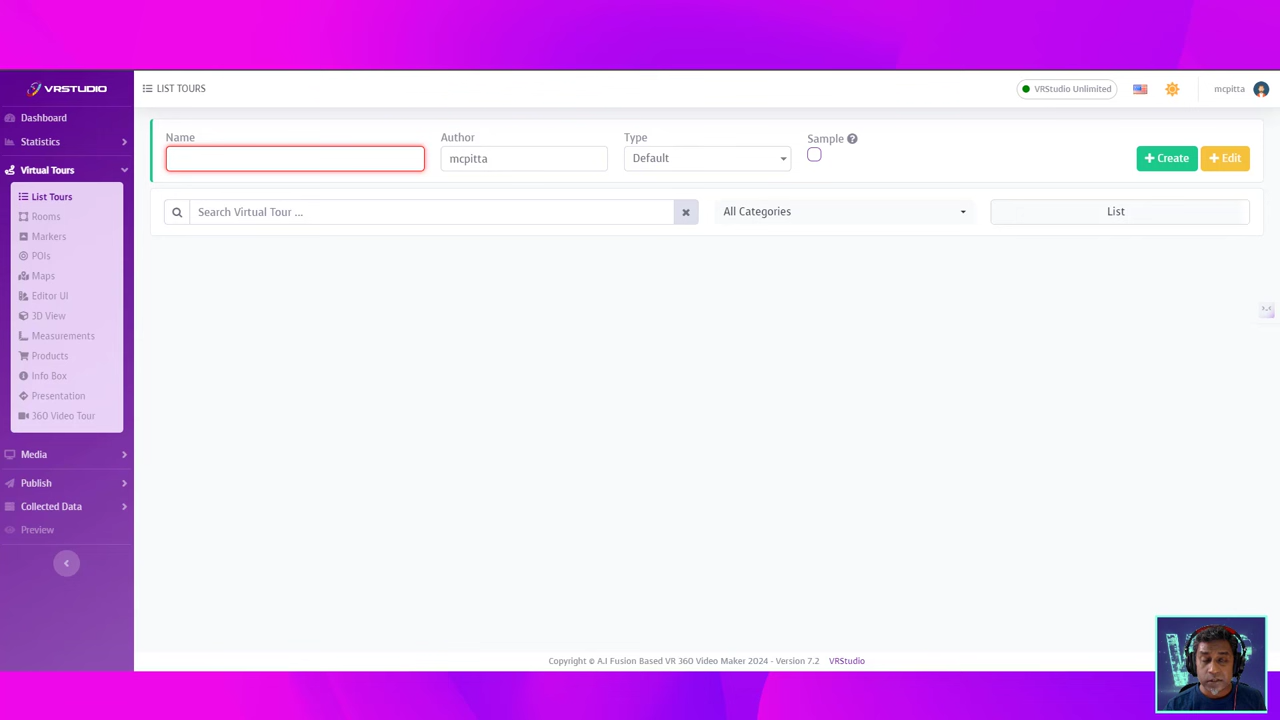 VRSTUDIO
LIST TOURS
VRStudio Unlimited
mcpitta
Dashboard
Statistics
Virtual Tours
List Tours
Rooms
Markers
POIs
Maps
Editor UI
3D View
Measurements
Products
Info Box
Presentation
360 Video Tour
Media
Publish
Collected Data
Preview
Name
Author
Type
Sample
mcpitta
Default
Create
Edit
Search Virtual Tour ...
All Categories
List
Copyright © A.I Fusion Based VR 360 Video Maker 2024 - Version 7.2 VRStudio